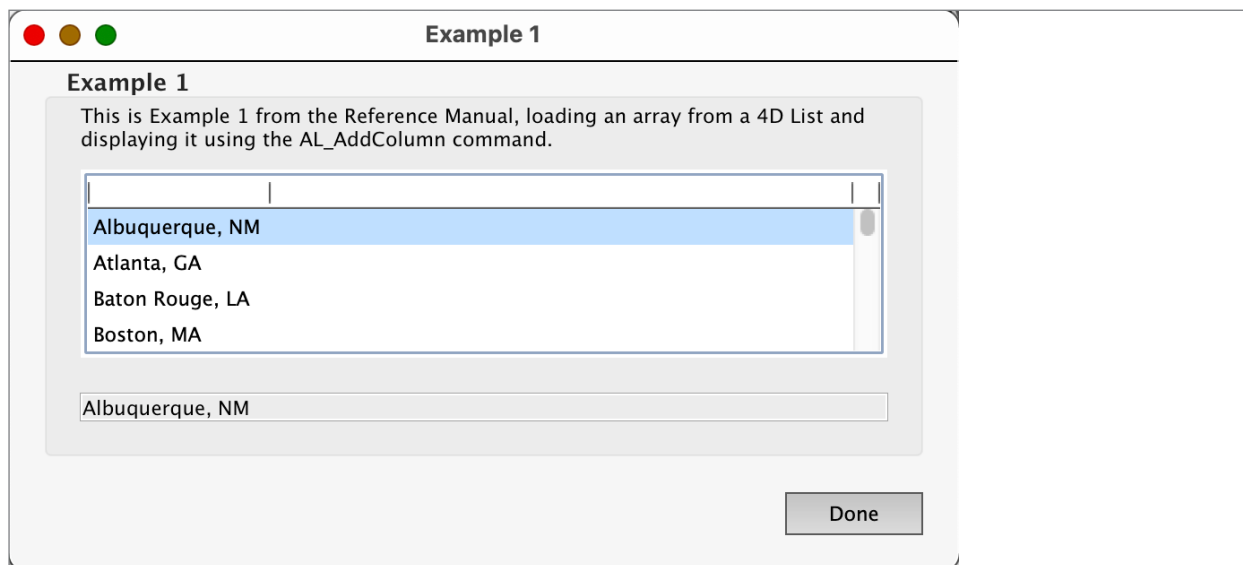 Example 1
Example 1
This is Example 1 from the Reference Manual, loading an array from a 4D List and
displaying it using the AL_AddColumn command.
Albuquerque, NM
Atlanta, GA
Baton Rouge, LA
Boston, MA
Albuquerque, NM
Done